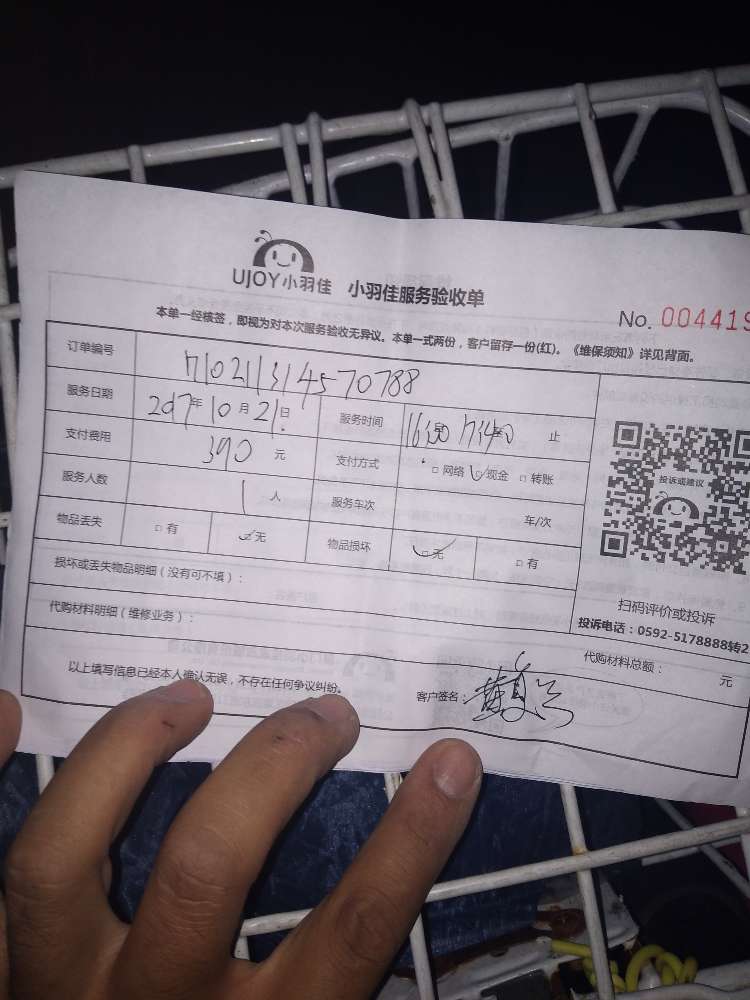 UJOY小羽佳 小羽佳服务验收单
No. 004419
本单一经核签，即视为对本次服务验收无异议。本单一式两份，客户留存一份(红)。《维保须知》详见背面。
订单编号 1710211314570788
服务日期 2017年 10月 21日 服务时间 16:00 17:40 止
支付费用 390 元 支付方式 □网络 □现金 □转账
服务人数 1 人 服务车次 车/次
物品丢失 □有 □无 物品损坏 □无 □有
投诉或建议
损坏或丢失物品明细（没有可不填）：
扫码评价或投诉
代购材料明细（维修业务）：
投诉电话：0592-5178888转2
代购材料总额： 元
以上填写信息已经本人确认无误，不存在任何争议纠纷。 客户签名：